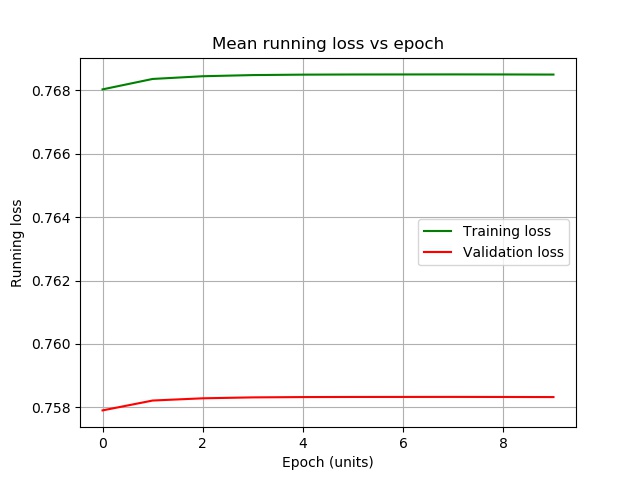 Mean running loss vs epoch
0.768
0.766
0.764
0.762
0.760
0.758
Running loss
Training loss
Validation loss
0 2 4 6 8
Epoch (units)